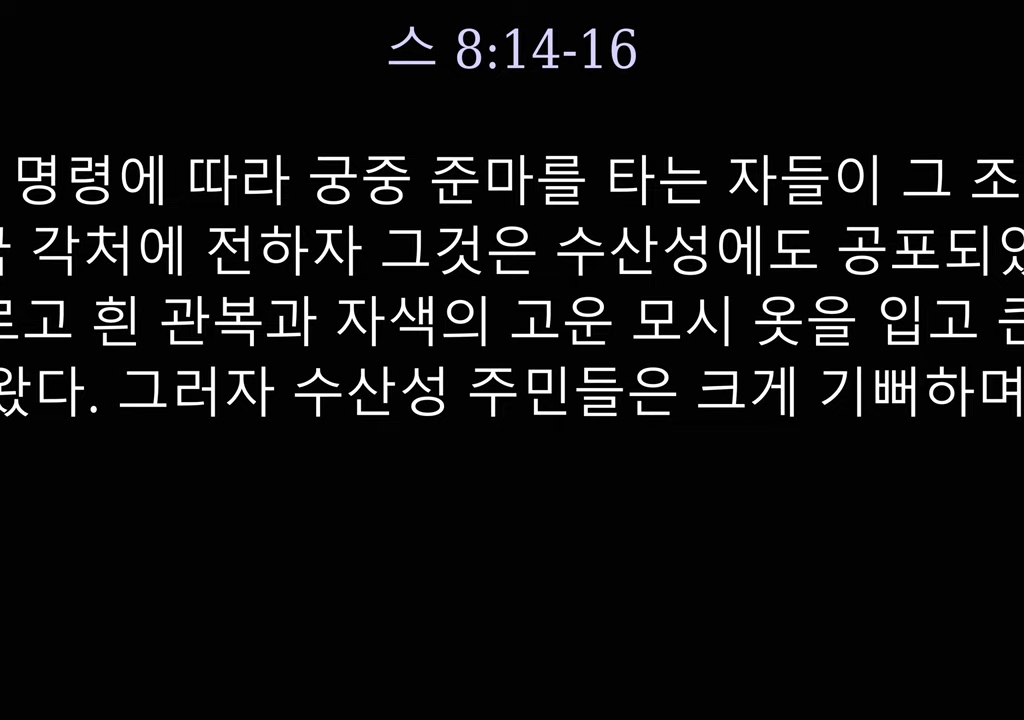 스 8:14-16
명령에 따라 궁중 준마를 타는 자들이 그 조
각처에 전하자 그것은 수산성에도 공포되었
르고 흰 관복과 자색의 고운 모시 옷을 입고 큰
왔다. 그러자 수산성 주민들은 크게 기뻐하며